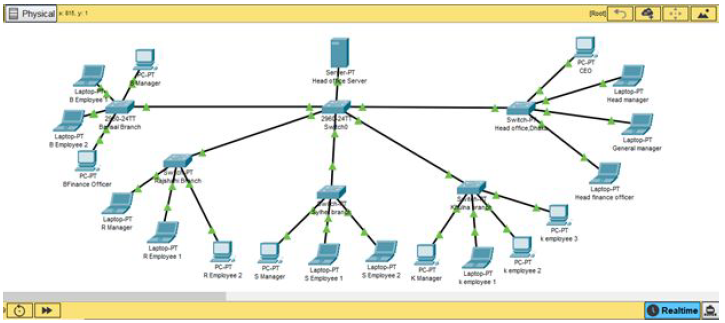 Physical x: 815, y: 1
[Root]
PC-PT
B Manager
Laptop-PT
B Employee 1
2960-24TT
Barisal Branch
Laptop-PT
B Employee 2
PC-PT
BFinance Officer
Server-PT
Head office Server
2960-24TT
Switch0
PC-PT
CEO
Laptop-PT
Head manager
Switch-PT
Head office,Dhaka
Laptop-PT
General manager
Laptop-PT
Head finance officer
Switch-PT
Rajshahi Branch
Laptop-PT
R Manager
Laptop-PT
R Employee 1
PC-PT
R Employee 2
Switch-PT
Sylhet branch
PC-PT
S Manager
Laptop-PT
S Employee 1
Laptop-PT
S Employee 2
Switch-PT
Khulna branch
PC-PT
K Manager
Laptop-PT
k employee 1
PC-PT
k employee 2
PC-PT
k employee 3
Realtime